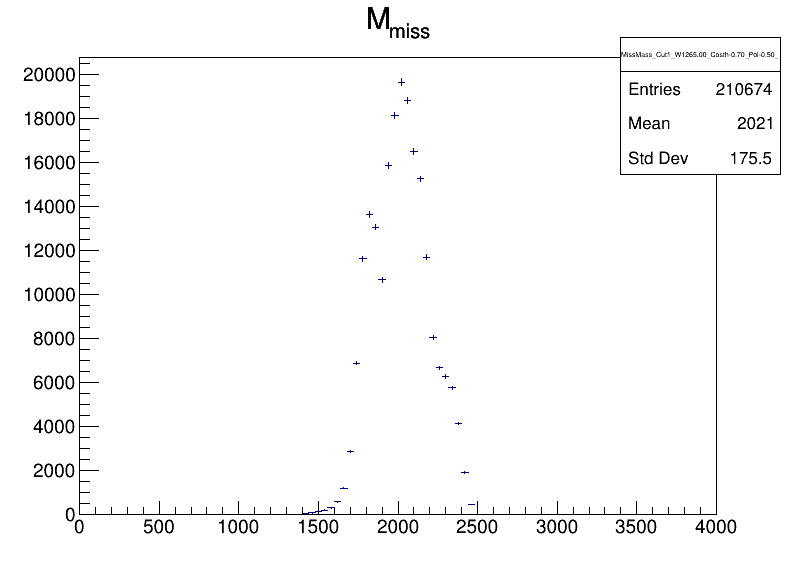 M_miss
MissMass_Cut1_W1265.00_Costh-0.70_Pol-0.50_
Entries 210674
Mean 2021
Std Dev 175.5
20000
18000
16000
14000
12000
10000
8000
6000
4000
2000
0
0 500 1000 1500 2000 2500 3000 3500 4000